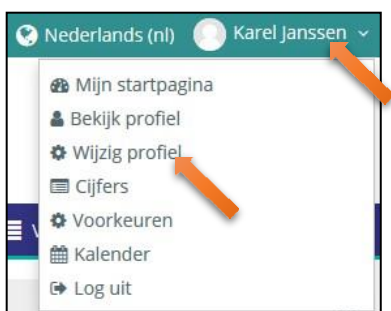 Nederlands (nl) Karel Janssen
Mijn startpagina
Bekijk profiel
Wijzig profiel
Cijfers
Voorkeuren
Kalender
Log uit